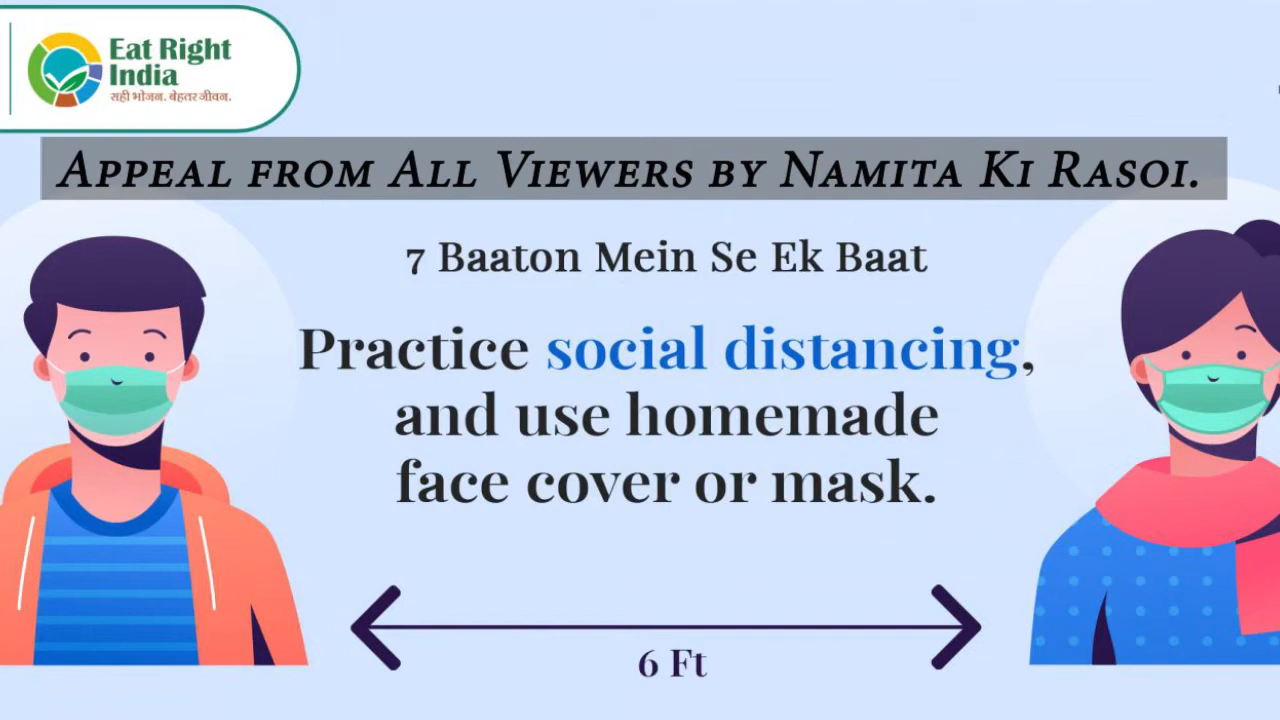 Eat Right
India
सही भोजन. बेहतर जीवन.
Appeal from All Viewers by Namita Ki Rasoi.
7 Baaton Mein Se Ek Baat
Practice social distancing,
and use homemade
face cover or mask.
6 Ft